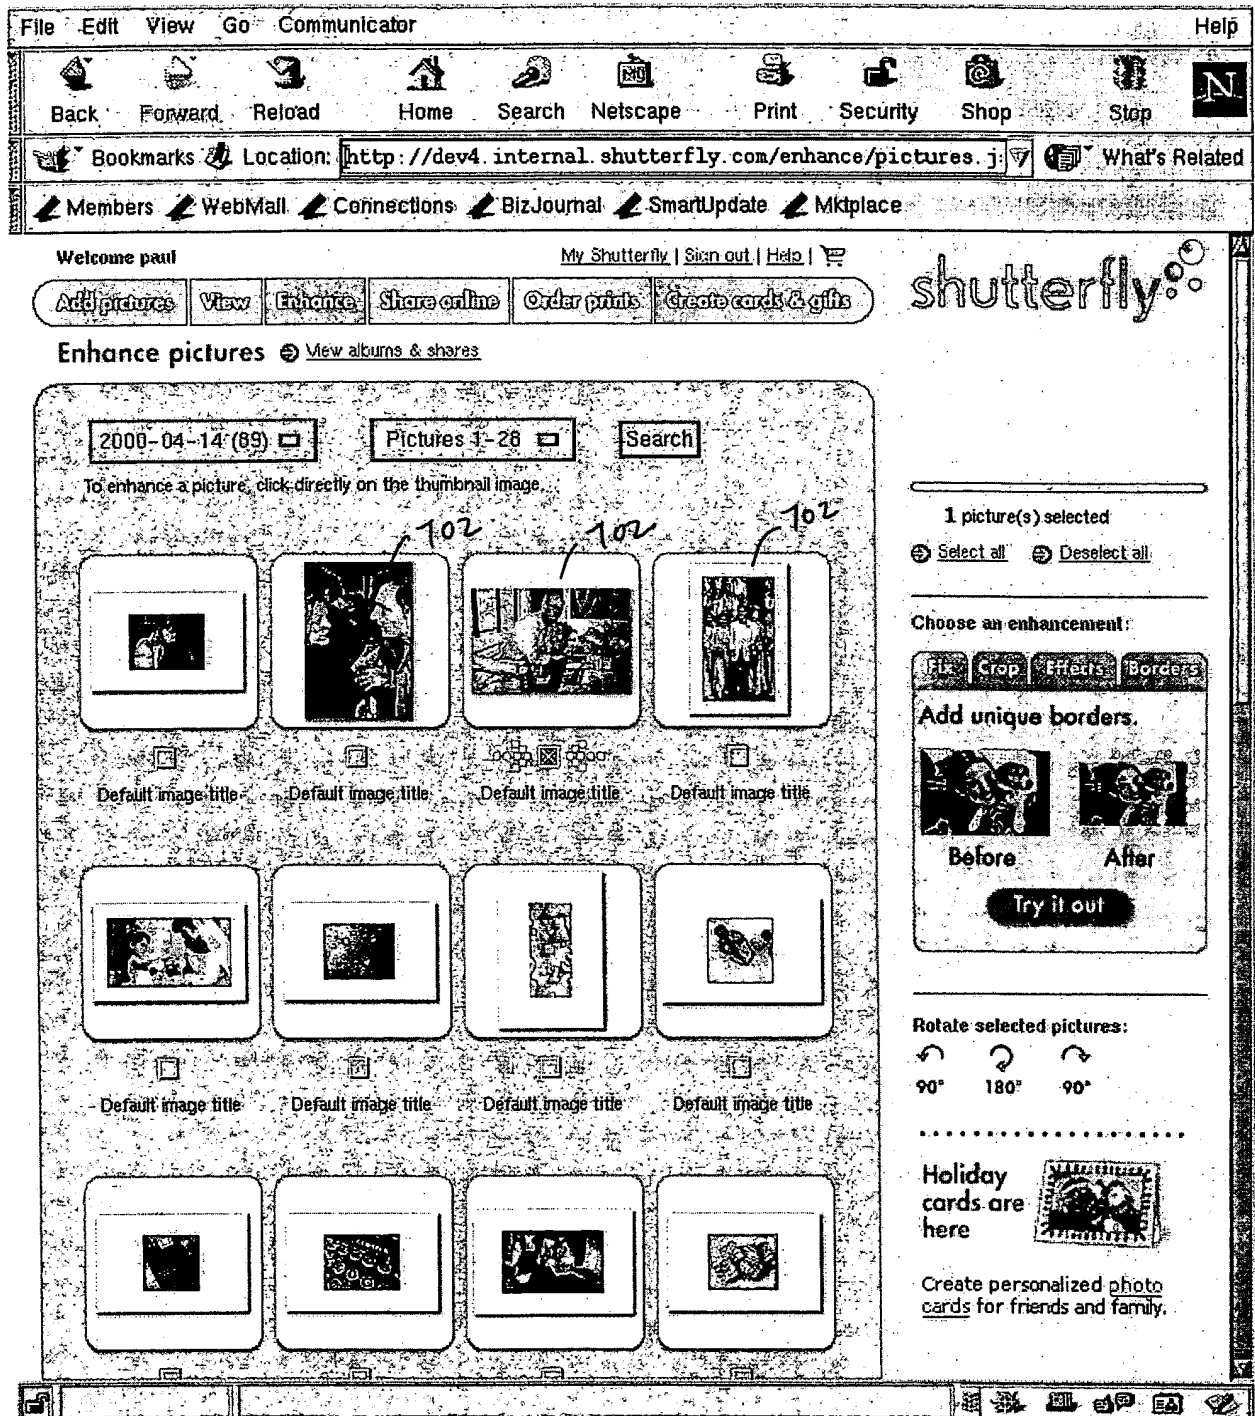 File Edit View Go Communicator Help
Back Forward Reload Home Search Netscape Print Security Shop Stop
N
Bookmarks Location: http://dev4.internal.shutterfly.com/enhance/pictures.j What's Related
Members WebMail Connections BizJournal SmartUpdate Mktplace
Welcome paul My Shutterfly | Sign out | Help |
shutterfly
Add pictures View Enhance Share online Order prints Create cards & gifts
Enhance pictures View albums & shares
2000-04-14 (89) Pictures 1-28 Search
To enhance a picture, click directly on the thumbnail image.
1 picture(s) selected
Select all Deselect all
702 702 702
Choose an enhancement:
Fix Crop Effects Borders
Add unique borders.
Before After
Try it out
Default image title Default image title Default image title Default image title
Default image title Default image title Default image title Default image title
Rotate selected pictures:
90° 180° 90°
Holiday
cards are
here
Create personalized photo
cards for friends and family.